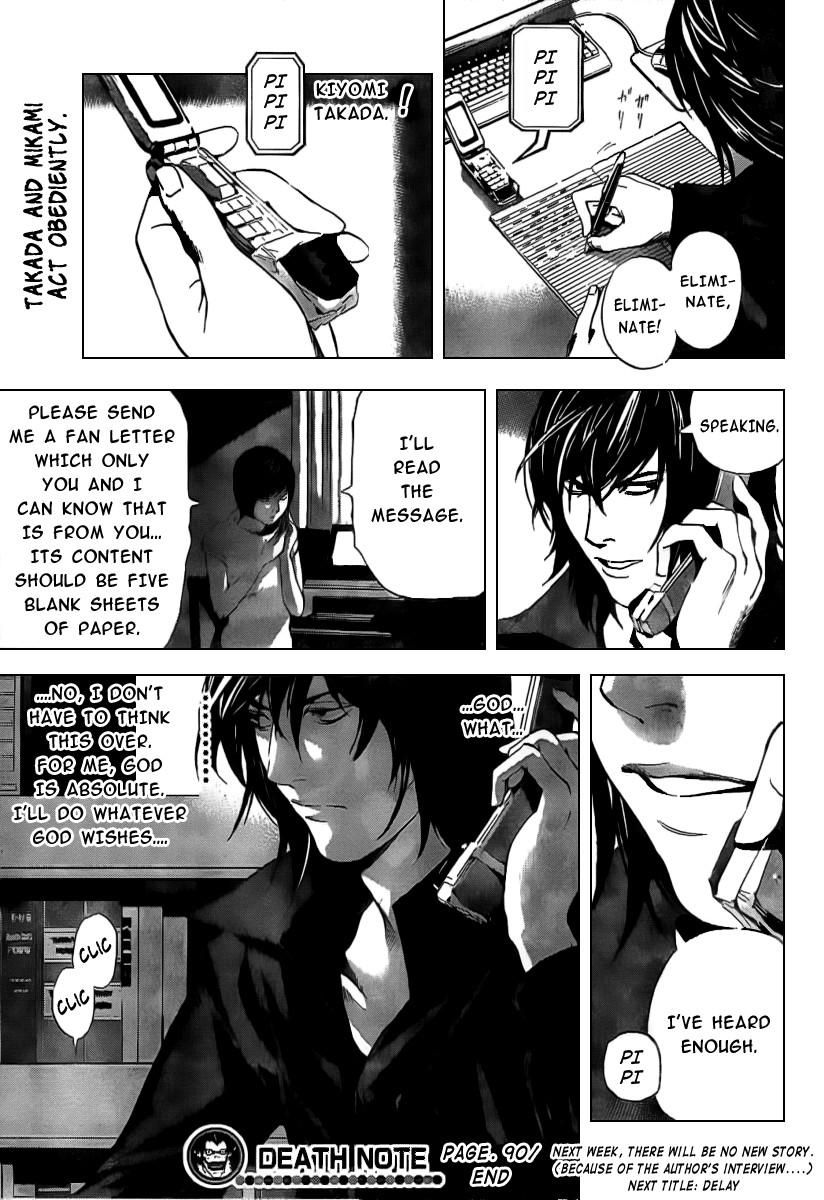 PI
PI
PI
ELIMI-
NATE,
ELIMI-
NATE!
PI
PI
PI
KIYOMI
TAKADA.!
TAKADA AND MIKAMI
ACT OBEDIENTLY.
SPEAKING.
I'LL
READ
THE
MESSAGE.
PLEASE SEND
ME A FAN LETTER
WHICH ONLY
YOU AND I
CAN KNOW THAT
IS FROM YOU...
ITS CONTENT
SHOULD BE FIVE
BLANK SHEETS
OF PAPER.
I'VE HEARD
ENOUGH.
PI
PI
...GOD...
WHAT...
....NO, I DON'T
HAVE TO THINK
THIS OVER.
FOR ME, GOD
IS ABSOLUTE.
I'LL DO WHATEVER
GOD WISHES....
CLIC
CLIC
DEATH NOTE
PAGE. 90/
END
NEXT WEEK, THERE WILL BE NO NEW STORY.
(BECAUSE OF THE AUTHOR'S INTERVIEW....)
NEXT TITLE: DELAY